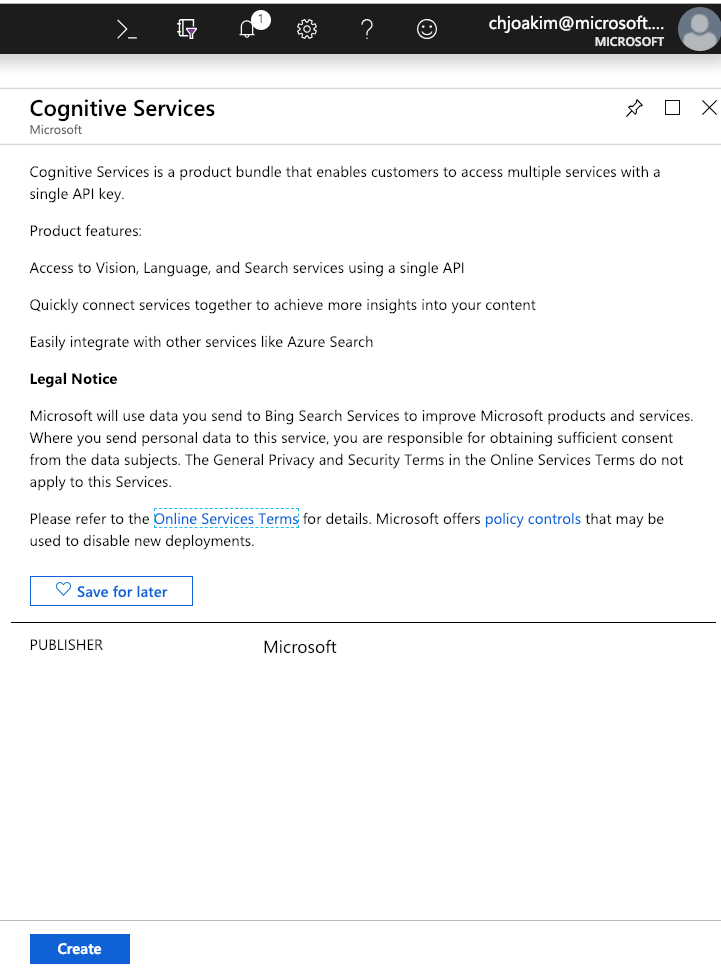 1
chjoakim@microsoft....
MICROSOFT
Cognitive Services
Microsoft
Cognitive Services is a product bundle that enables customers to access multiple services with a
single API key.
Product features:
Access to Vision, Language, and Search services using a single API
Quickly connect services together to achieve more insights into your content
Easily integrate with other services like Azure Search
Legal Notice
Microsoft will use data you send to Bing Search Services to improve Microsoft products and services.
Where you send personal data to this service, you are responsible for obtaining sufficient consent
from the data subjects. The General Privacy and Security Terms in the Online Services Terms do not
apply to this Services.
Please refer to the Online Services Terms for details. Microsoft offers policy controls that may be
used to disable new deployments.
Save for later
PUBLISHER Microsoft
Create